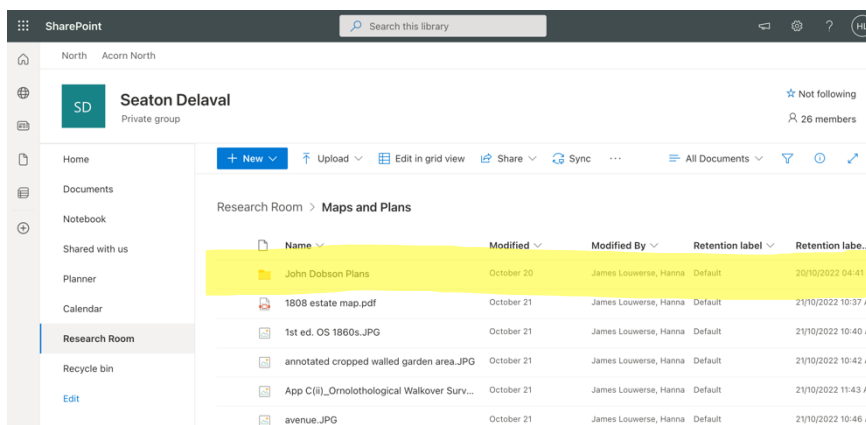 SharePoint
Search this library
?
HL
North Acorn North
SD
Seaton Delaval
Private group
Not following
26 members
Home
Documents
Notebook
Shared with us
Planner
Calendar
Research Room
Recycle bin
Edit
+ New Upload Edit in grid view Share Sync ... All Documents
Research Room > Maps and Plans
Name Modified Modified By Retention label Retention labe..
John Dobson Plans October 20 James Louwerse, Hanna Default 20/10/2022 04:41
1808 estate map.pdf October 21 James Louwerse, Hanna Default 21/10/2022 10:37 A
1st ed. OS 1860s.JPG October 21 James Louwerse, Hanna Default 21/10/2022 10:40
annotated cropped walled garden area.JPG October 21 James Louwerse, Hanna Default 21/10/2022 10:42
App C(ii)_Ornolothological Walkover Surv... October 21 James Louwerse, Hanna Default 21/10/2022 11:43 A
avenue.JPG October 21 James Louwerse, Hanna Default 21/10/2022 10:46